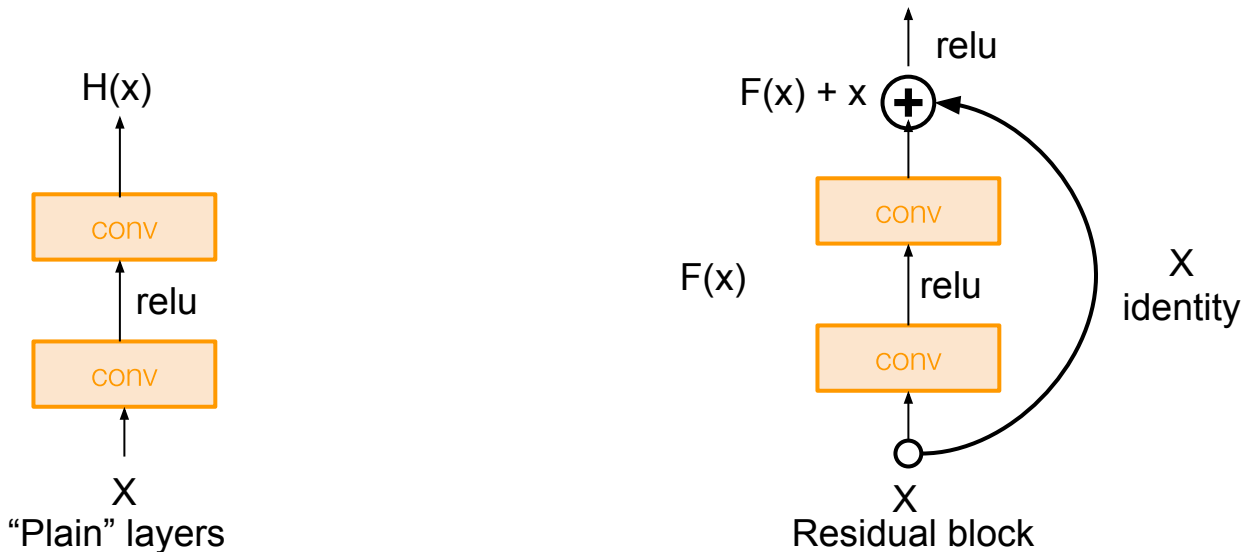 H(x)
conv
relu
conv
X
“Plain” layers
relu
F(x) + x
conv
F(x)
relu
X
identity
conv
X
Residual block